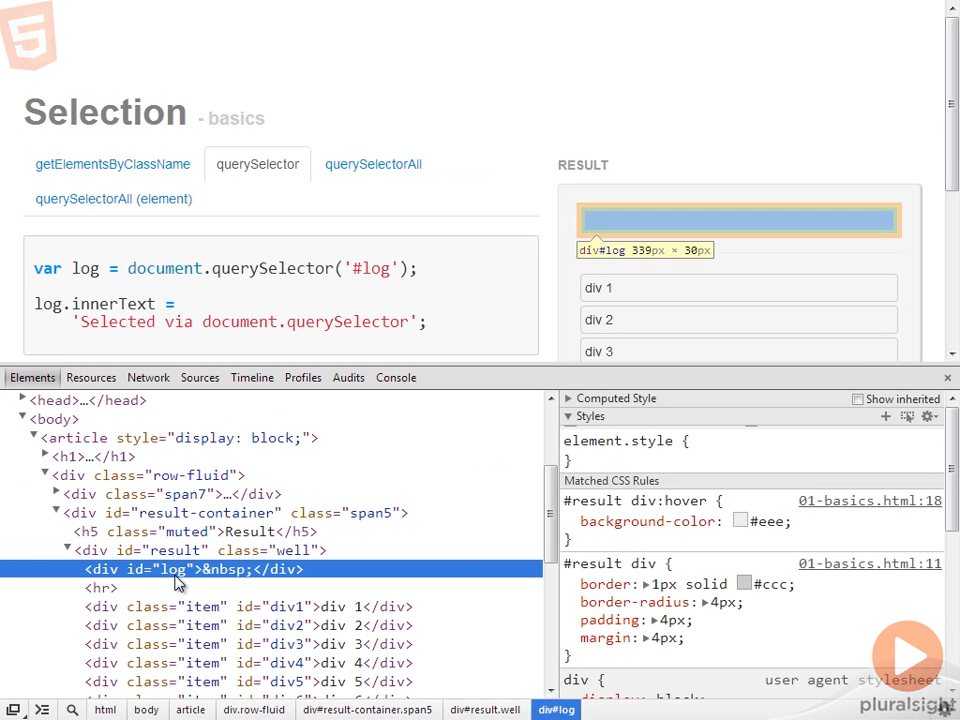 5
Selection - basics
getElementsByClassName querySelector querySelectorAll
querySelectorAll (element)
var log = document.querySelector('#log');
log.innerText =
'Selected via document.querySelector';
RESULT
div#log 339px × 30px
div 1
div 2
div 3
Elements Resources Network Sources Timeline Profiles Audits Console
<head>…</head>
<body>
<article style="display: block;">
<h1>…</h1>
<div class="row-fluid">
<div class="span7">…</div>
<div id="result-container" class="span5">
<h5 class="muted">Result</h5>
<div id="result" class="well">
<div id="log">&nbsp;</div>
<hr>
<div class="item" id="div1">div 1</div>
<div class="item" id="div2">div 2</div>
<div class="item" id="div3">div 3</div>
<div class="item" id="div4">div 4</div>
<div class="item" id="div5">div 5</div>
Computed Style Show inherited
Styles
element.style {
}
Matched CSS Rules
#result div:hover { 01-basics.html:18
background-color: #eee;
}
#result div { 01-basics.html:11
border: 1px solid #ccc;
border-radius: 4px;
padding: 4px;
margin: 4px;
}
div { user agent stylesheet
display: block;
pluralsight
html body article div.row-fluid div#result-container.span5 div#result.well div#log